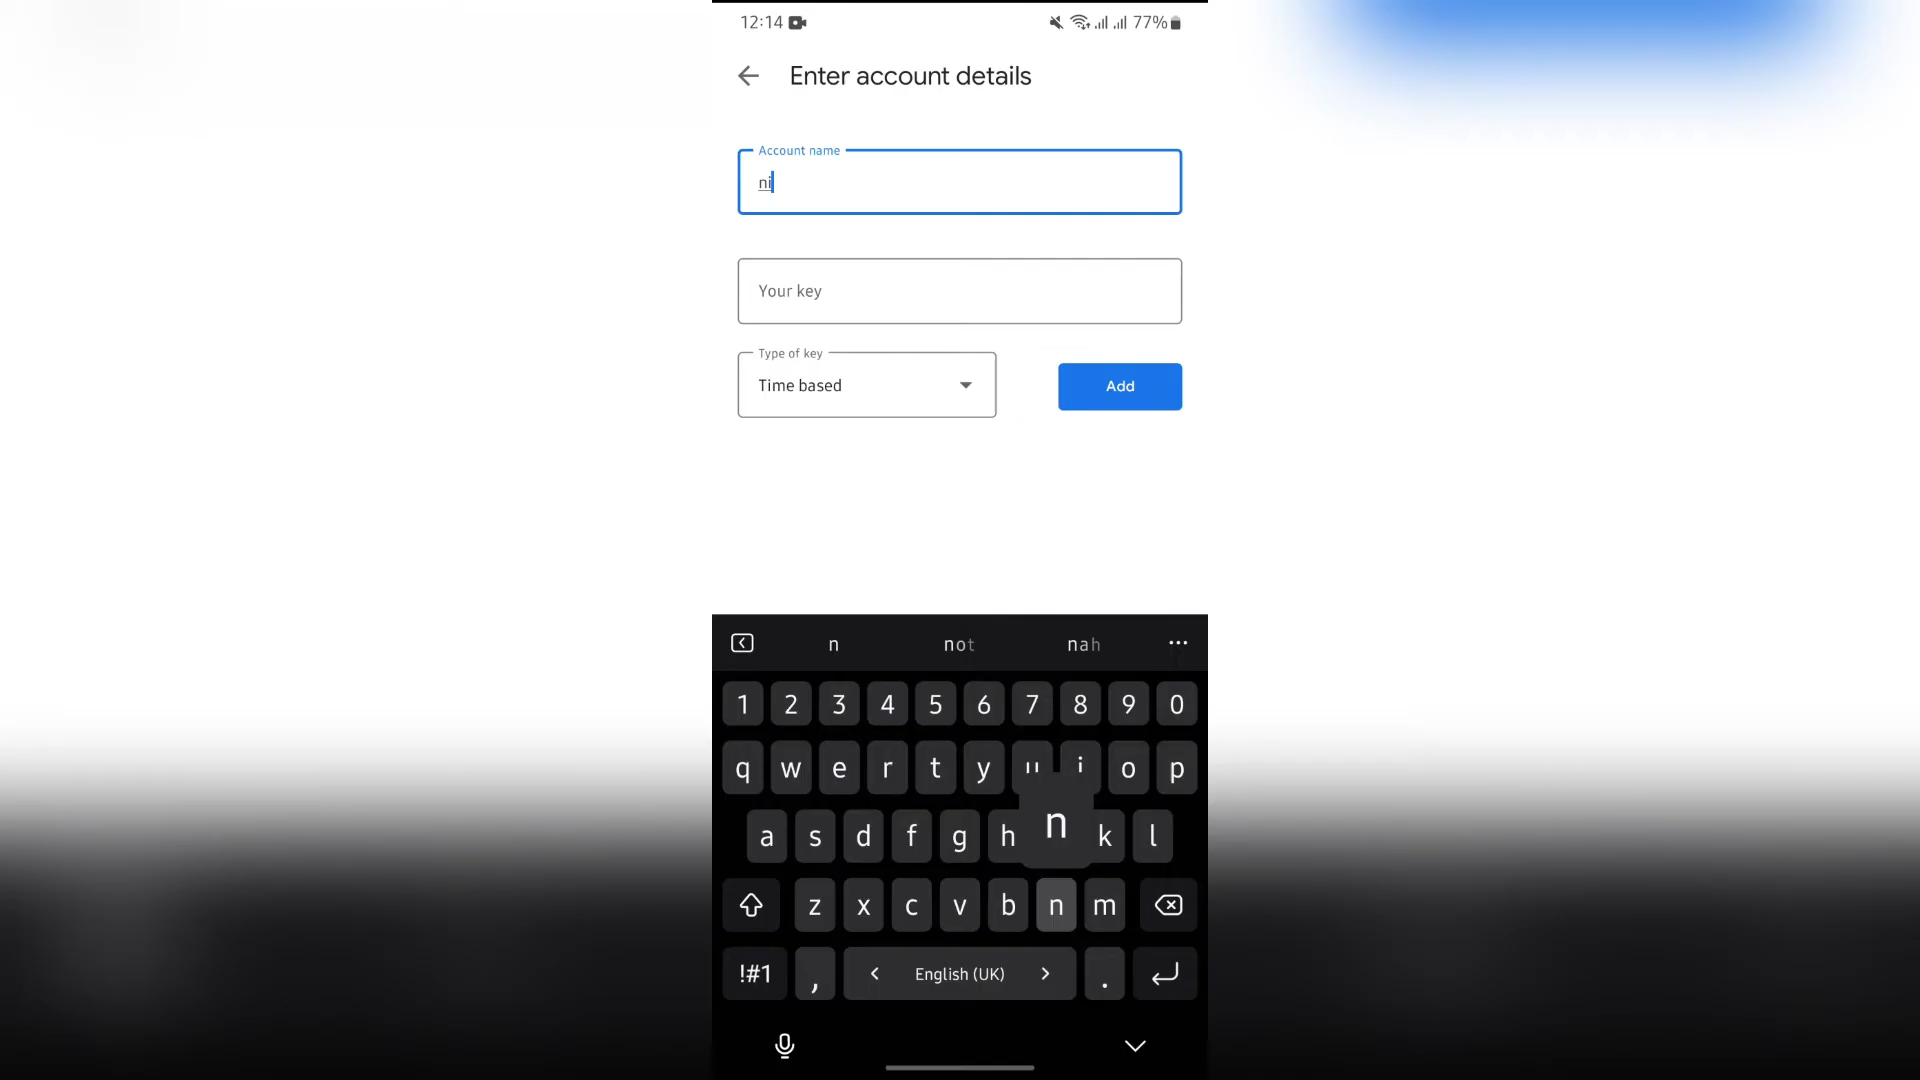 12:14 77%
Enter account details
Account name
ni
Your key
Type of key
Time based
Add
n not nah
1 2 3 4 5 6 7 8 9 0
q w e r t y u i o p
a s d f g h n k l
z x c v b n m
!#1 , < English (UK) > .